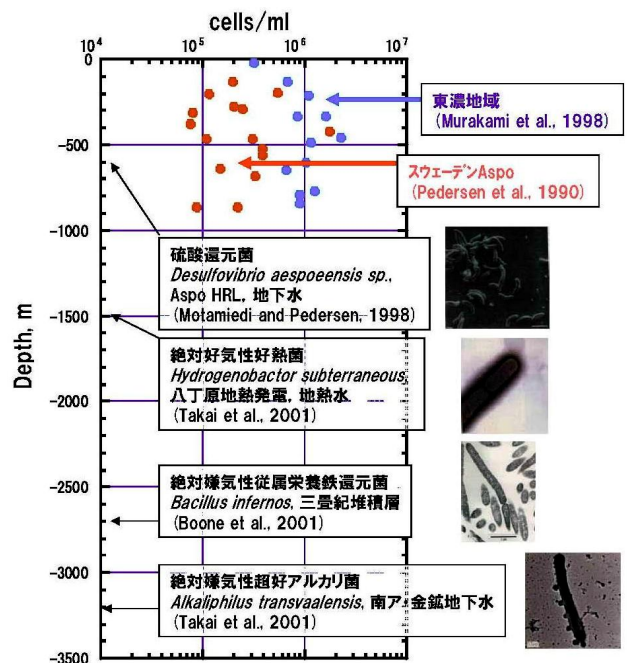 cells/ml
10⁴ 10⁵ 10⁶ 10⁷
0
-500
-1000
-1500
-2000
-2500
-3000
-3500
Depth, m
東濃地域
(Murakami et al., 1998)
スウェーデンAspo
(Pedersen et al., 1990)
硫酸還元菌
Desulfovibrio aespoeensis sp.,
Aspo HRL, 地下水
(Motamiedi and Pedersen, 1998)
絶対好気性好熱菌
Hydrogenobactor subterraneous,
八丁原地熱発電, 地熱水
(Takai et al., 2001)
絶対嫌気性従属栄養鉄還元菌
Bacillus infernos, 三畳紀堆積層
(Boone et al., 2001)
絶対嫌気性超好アルカリ菌
Alkaliphilus transvaalensis, 南ア, 金鉱地下水
(Takai et al., 2001)